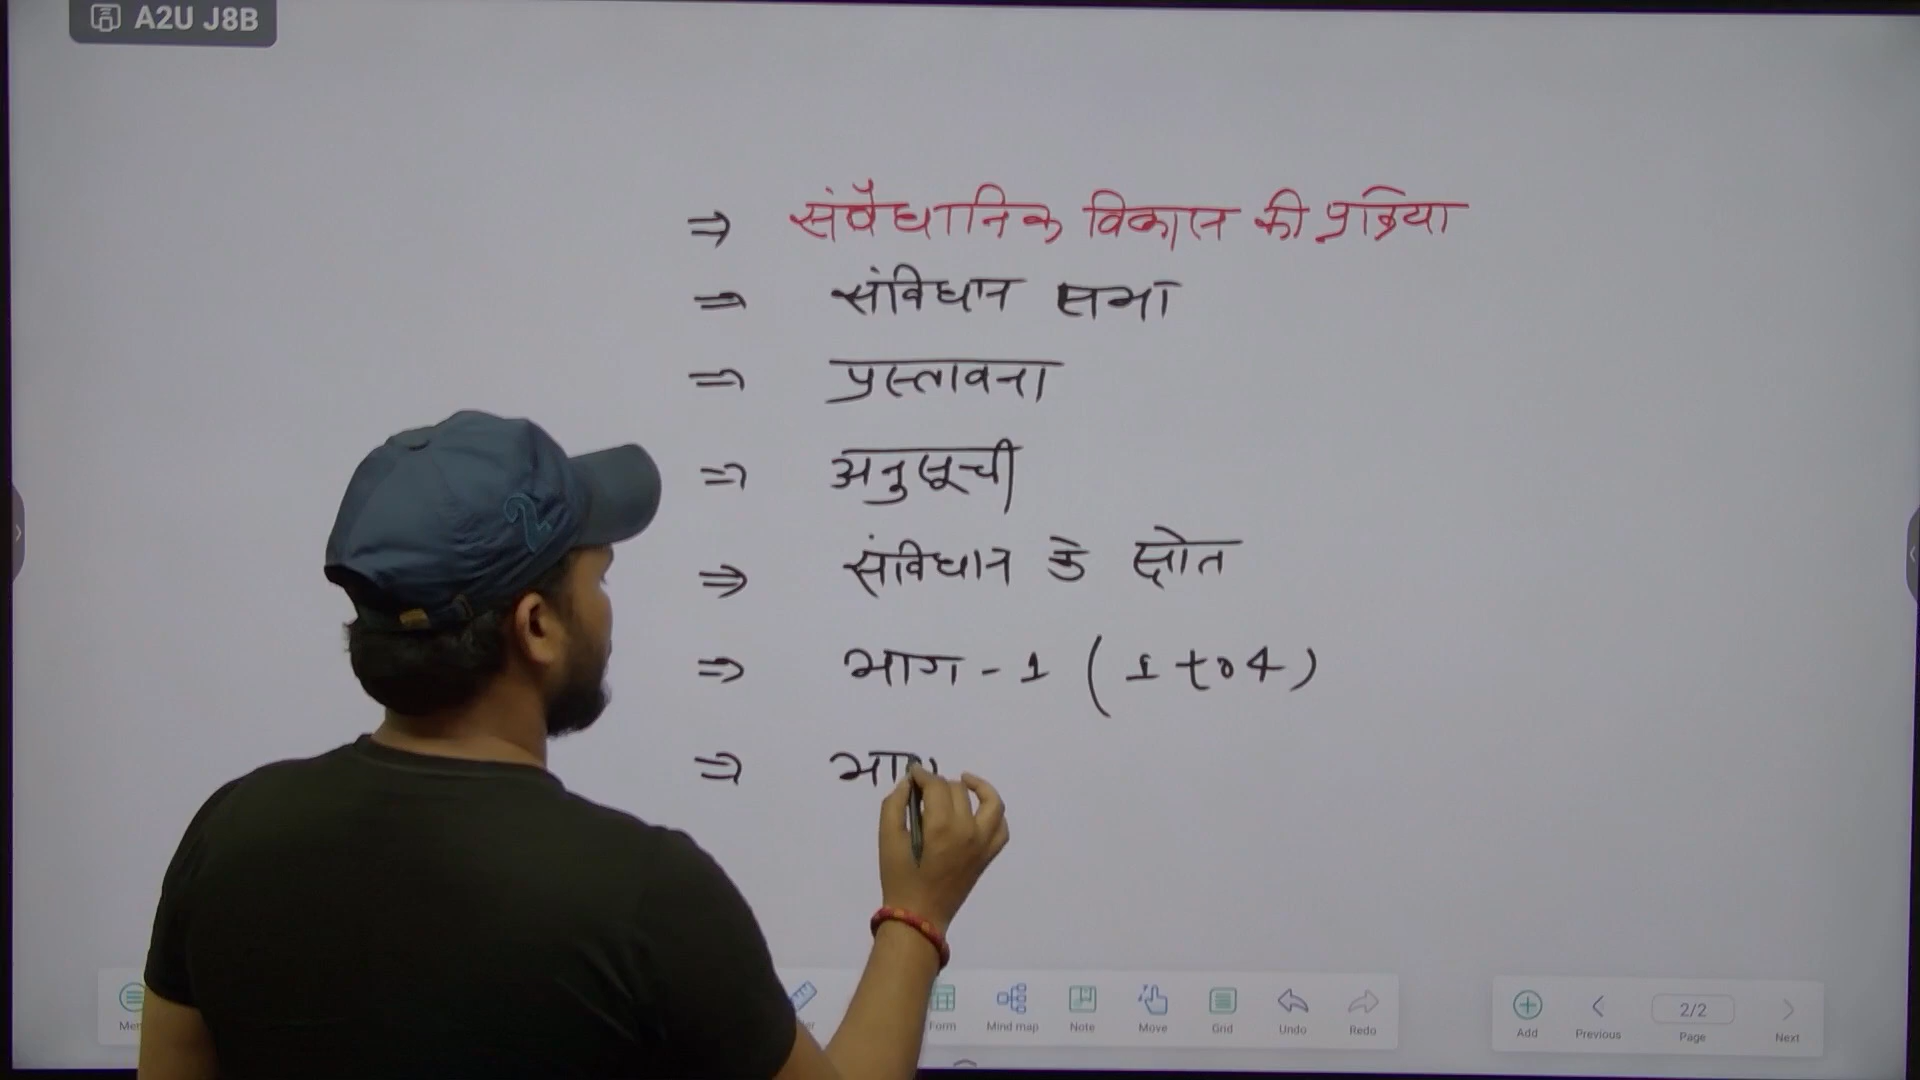 A2U J8B
⇒ संवैधानिक विकास की प्रक्रिया
⇒ संविधान सभा
⇒ प्रस्तावना
⇒ अनुसूची
⇒ संविधान के स्रोत
⇒ भाग - 1 ( 1 to 4 )
⇒ भाग
Form Mind map Note Move Grid Undo Redo Add Previous 2/2 Page Next